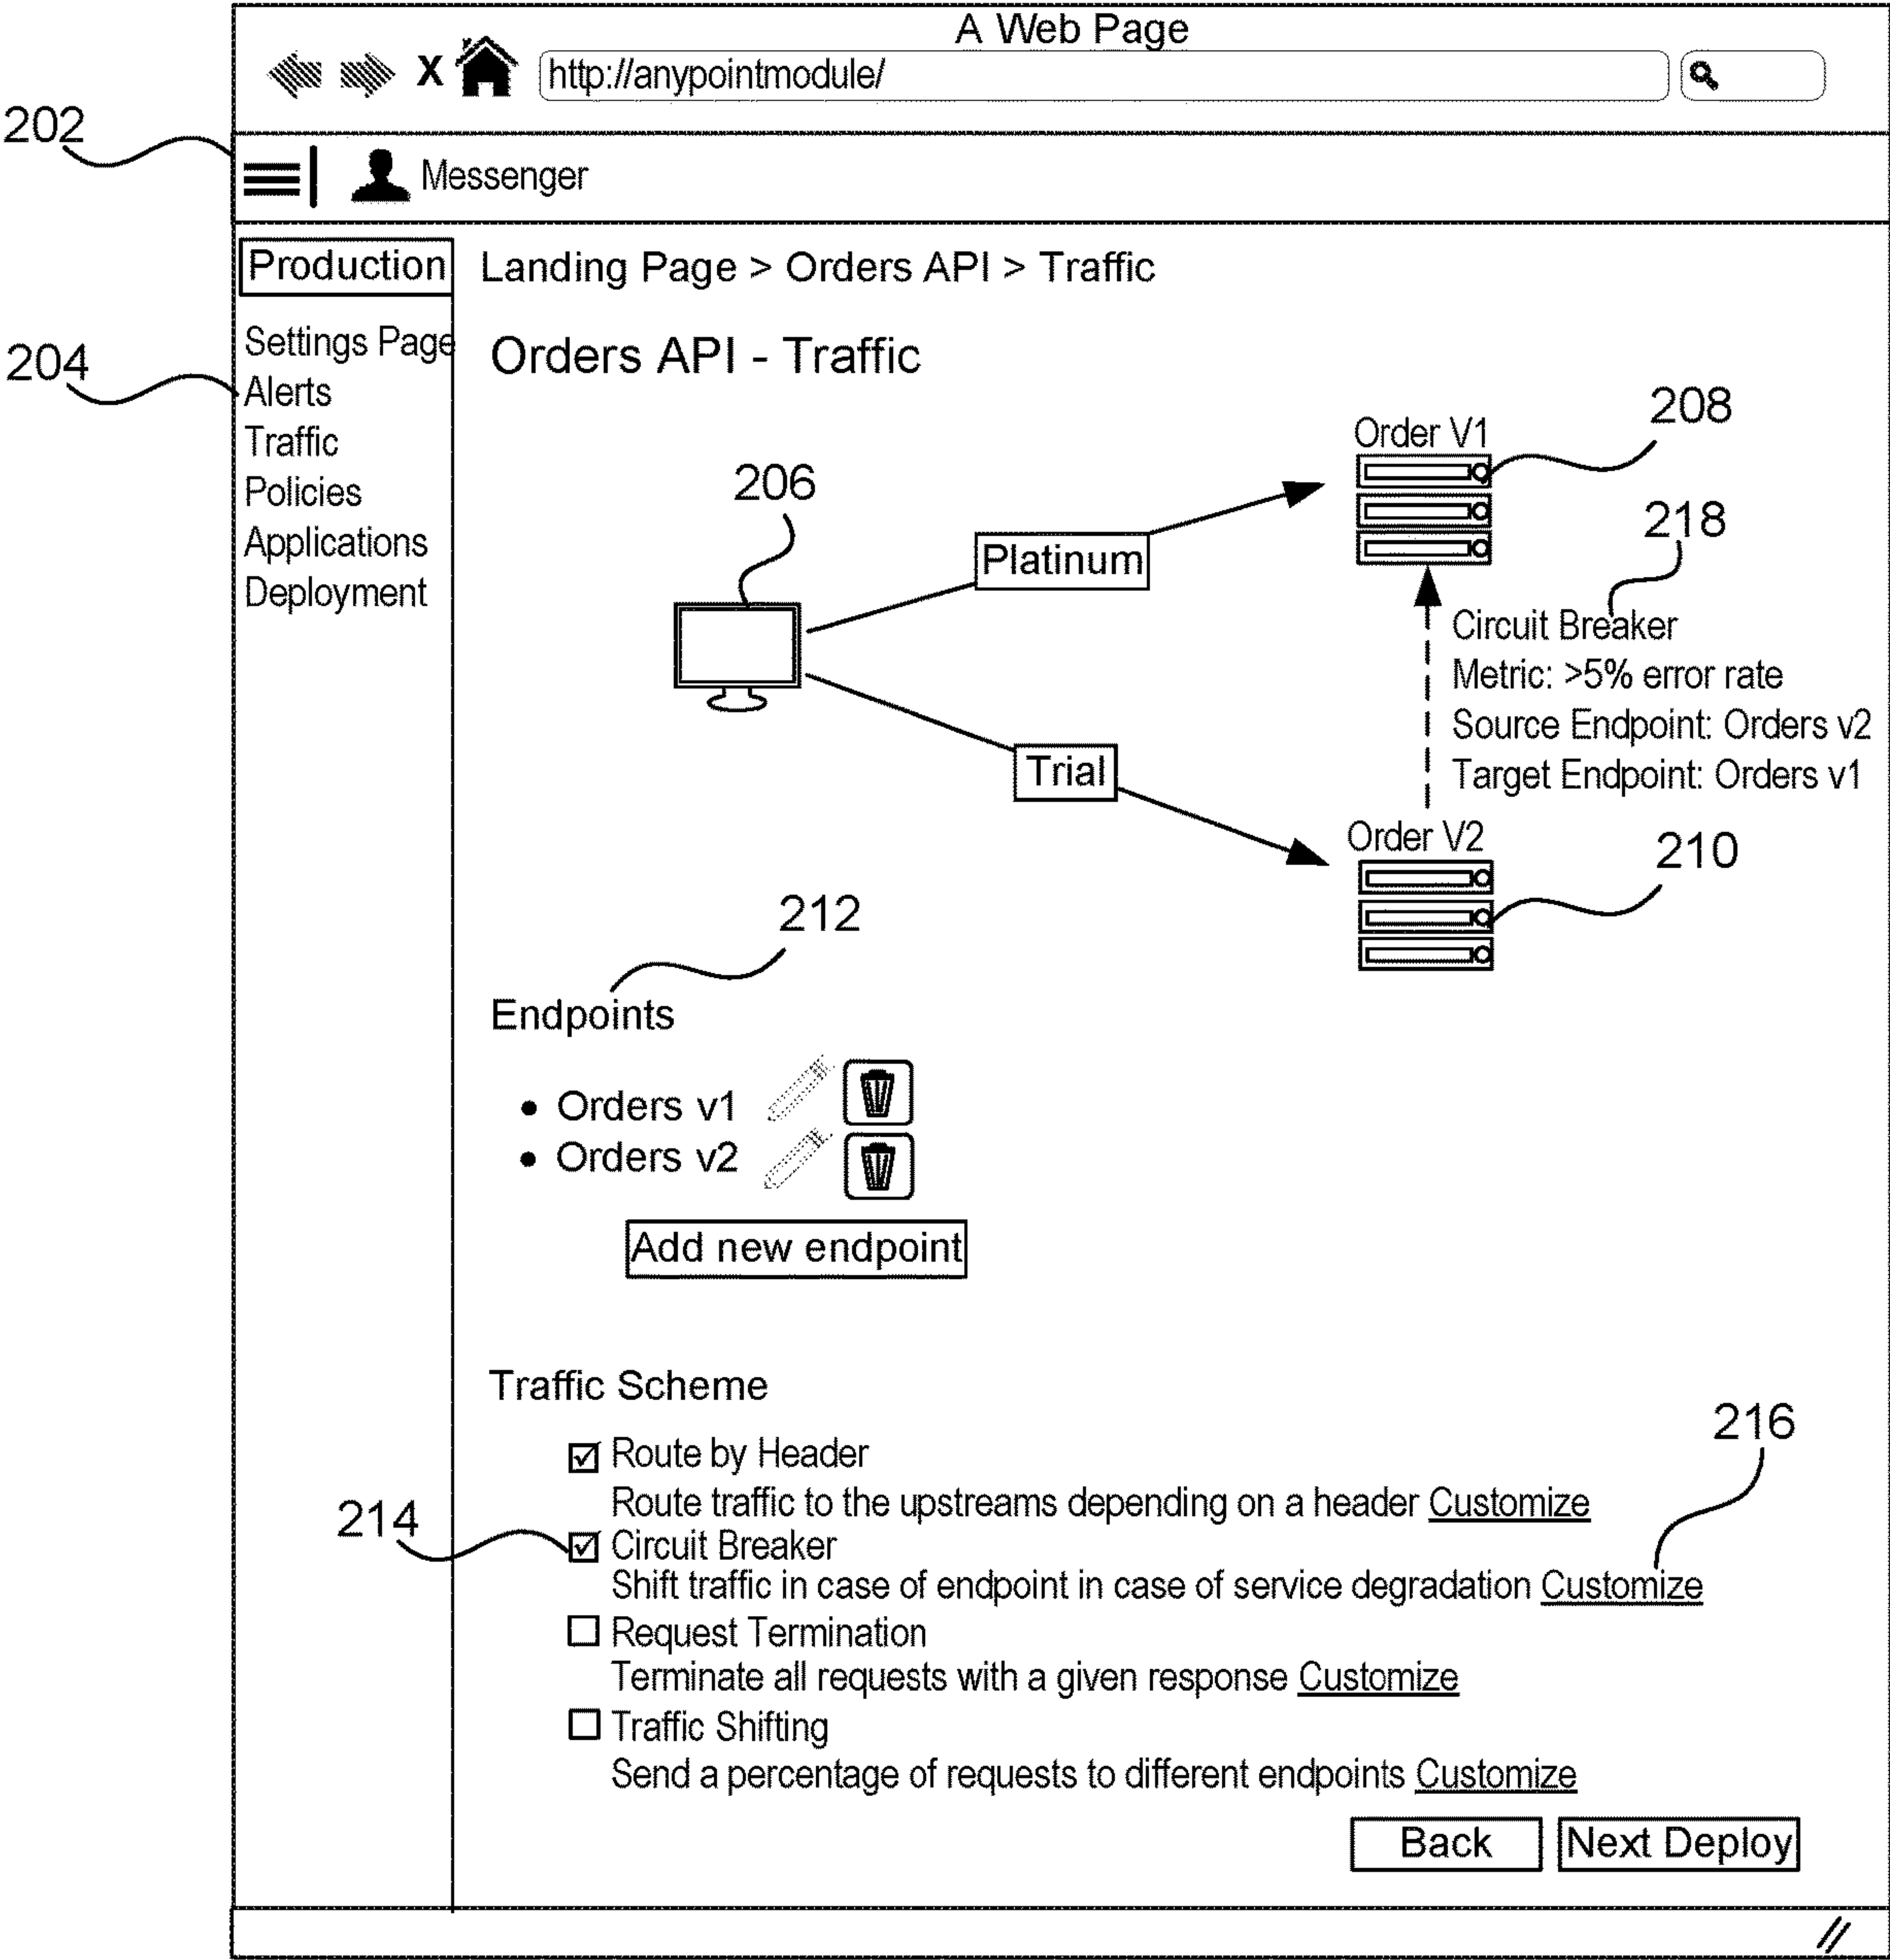 A Web Page
X http://anypointmodule/
202
Messenger
Production
Landing Page > Orders API > Traffic
204
Settings Page
Alerts
Traffic
Policies
Applications
Deployment
Orders API - Traffic
206
Platinum
Trial
Order V1
208
218
Circuit Breaker
Metric: >5% error rate
Source Endpoint: Orders v2
Target Endpoint: Orders v1
Order V2
210
212
Endpoints
• Orders v1
• Orders v2
Add new endpoint
Traffic Scheme
216
Route by Header
Route traffic to the upstreams depending on a header Customize
214
Circuit Breaker
Shift traffic in case of endpoint in case of service degradation Customize
Request Termination
Terminate all requests with a given response Customize
Traffic Shifting
Send a percentage of requests to different endpoints Customize
Back
Next Deploy